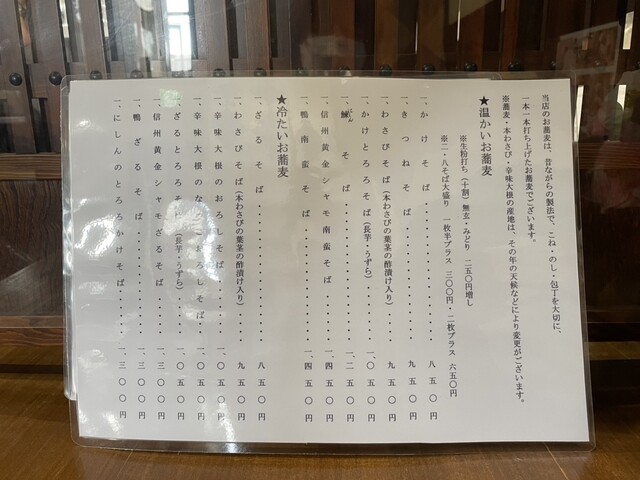 当店のお蕎麦は、昔ながらの製法で、こね・のし・包丁を大切に、
一本一本打ち上げたお蕎麦でございます。
※蕎麦・本わさび・辛味大根の産地は、その年の天候などにより変更がございます。
★温かいお蕎麦
※生粉打ち（十割）無玄・みどり 二五〇円増し
※二・八そば大盛り 一枚半プラス 三〇〇円・二枚プラス 六五〇円
一、かけそば・・・・・・・・・・・・ 八五〇円
一、きつねそば・・・・・・・・・・・ 九五〇円
一、わさびそば（本わさびの葉茎の酢漬け入り）・・・ 九五〇円
一、かけとろろそば（長芋・うずら）・・・・・ 一、〇五〇円
一、鰊そば・・・・・・・・・・・・ 一、二五〇円
にしん
一、信州黄金シャモ南蛮そば・・・・・・ 一、四五〇円
一、鴨南蛮そば・・・・・・・・・・ 一、四五〇円
★冷たいお蕎麦
一、ざるそば・・・・・・・・・・・・ 八五〇円
一、わさびそば（本わさびの葉茎の酢漬け入り）・・・ 九五〇円
一、辛味大根のおろしそば・・・・・・・ 一、〇五〇円
一、辛味大根のなめこおろしそば・・・・ 一、〇五〇円
一、ざるとろろそば（長芋・うずら）・・・・・ 一、〇五〇円
一、信州黄金シャモざるそば・・・・・・ 一、三〇〇円
一、鴨ざるそば・・・・・・・・・・ 一、三〇〇円
一、にしんのとろろかけそば・・・・・・ 一、三〇〇円